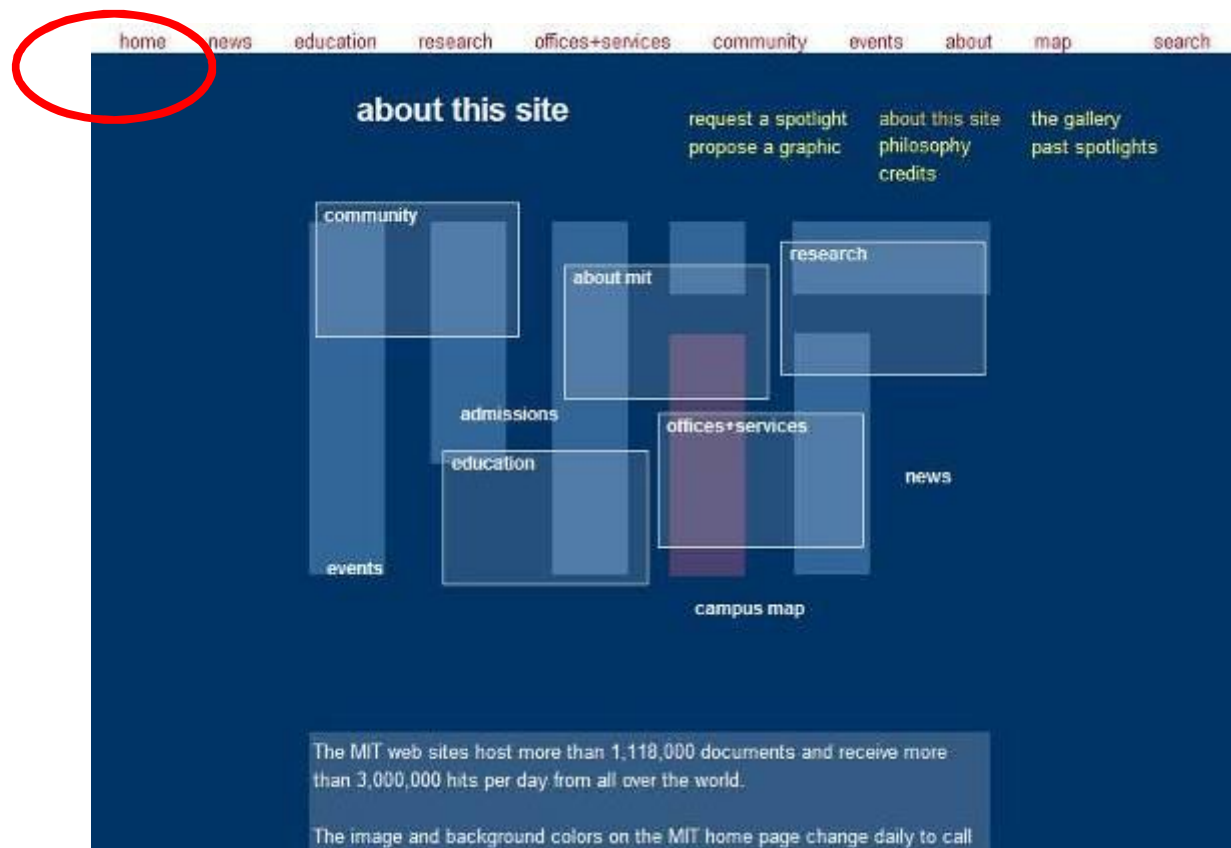 home news education research offices+services community events about map search
about this site
request a spotlight about this site the gallery
propose a graphic philosophy past spotlights
credits
community
research
about mit
admissions
offices+services
education
news
events
campus map
The MIT web sites host more than 1,118,000 documents and receive more
than 3,000,000 hits per day from all over the world.
The image and background colors on the MIT home page change daily to call